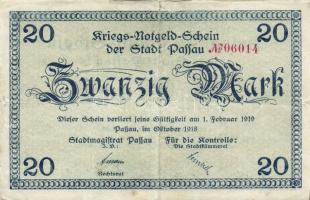 20 Kriegs-Notgeld-Schein 20
der Stadt Passau
№06014
Zwanzig Mark
Dieser Schein verliert seine Gültigkeit am 1. Februar 1919
Passau, im Oktober 1918
Stadtmagistrat Passau Für die Kontrolle:
J. V.: Die Stadtkämmerei
Rechtsrat
20 20